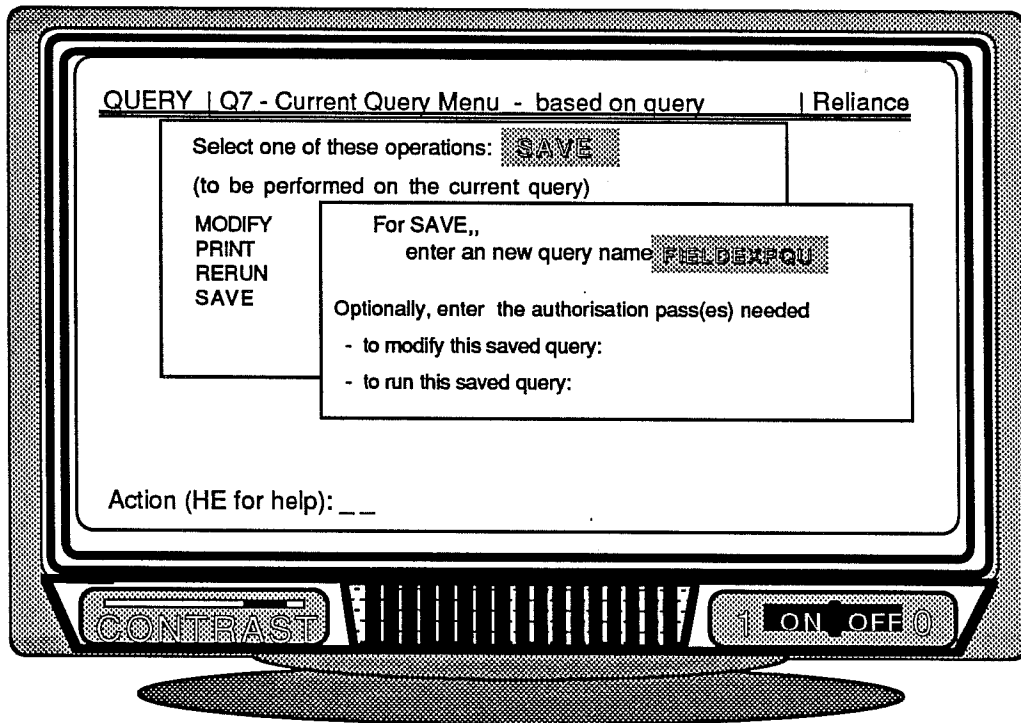 QUERY | Q7 - Current Query Menu - based on query | Reliance
Select one of these operations: SAVE
(to be performed on the current query)
MODIFY
PRINT
RERUN
SAVE
For SAVE,,
enter an new query name FIELDEXPQU
Optionally, enter the authorisation pass(es) needed
- to modify this saved query:
- to run this saved query:
Action (HE for help): _ _
CONTRAST
1 ON OFF 0